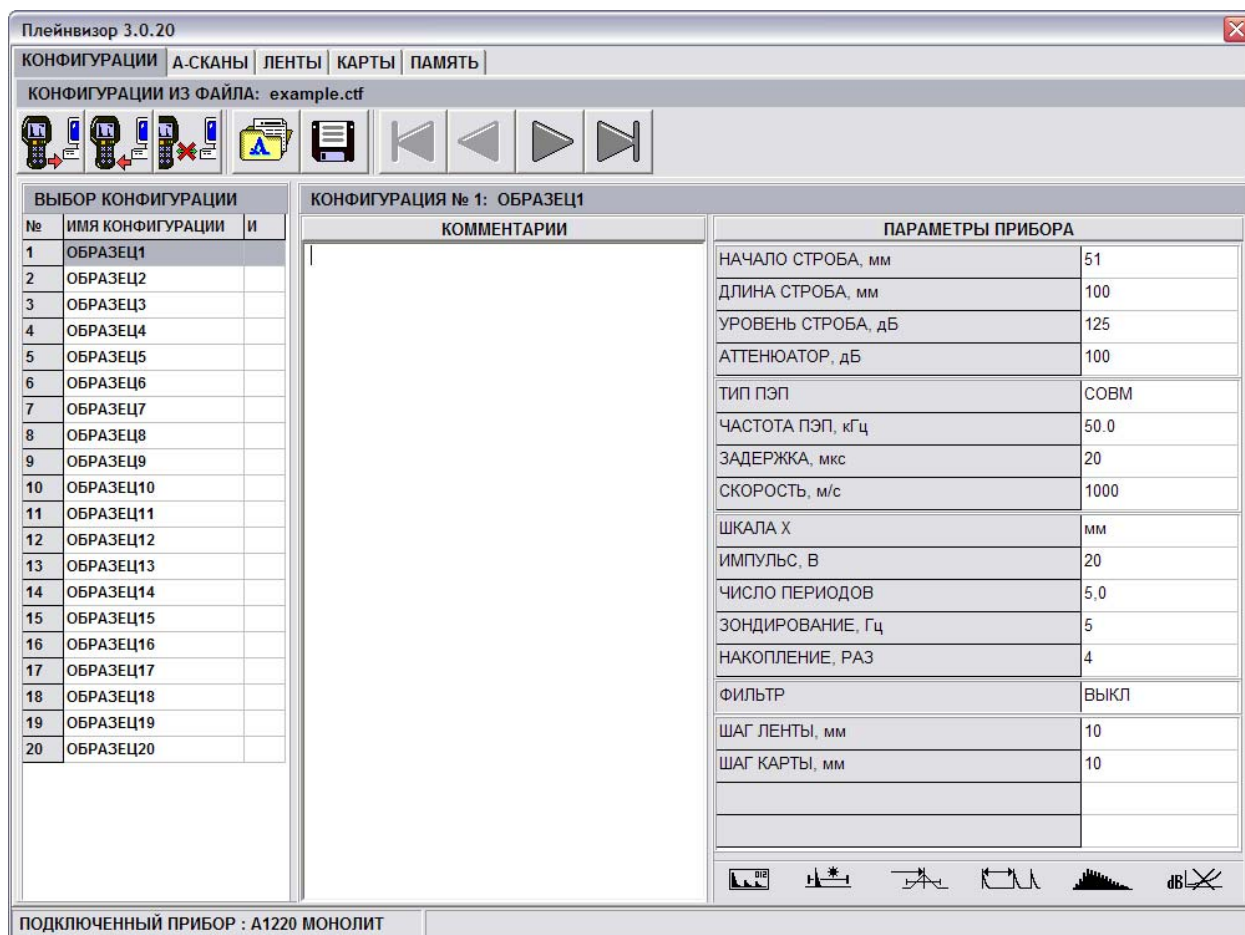 Плейнвизор 3.0.20
КОНФИГУРАЦИИ А-СКАНЫ ЛЕНТЫ КАРТЫ ПАМЯТЬ
КОНФИГУРАЦИИ ИЗ ФАЙЛА: example.ctf
ВЫБОР КОНФИГУРАЦИИ
№ ИМЯ КОНФИГУРАЦИИ И
1 ОБРАЗЕЦ1
2 ОБРАЗЕЦ2
3 ОБРАЗЕЦ3
4 ОБРАЗЕЦ4
5 ОБРАЗЕЦ5
6 ОБРАЗЕЦ6
7 ОБРАЗЕЦ7
8 ОБРАЗЕЦ8
9 ОБРАЗЕЦ9
10 ОБРАЗЕЦ10
11 ОБРАЗЕЦ11
12 ОБРАЗЕЦ12
13 ОБРАЗЕЦ13
14 ОБРАЗЕЦ14
15 ОБРАЗЕЦ15
16 ОБРАЗЕЦ16
17 ОБРАЗЕЦ17
18 ОБРАЗЕЦ18
19 ОБРАЗЕЦ19
20 ОБРАЗЕЦ20
КОНФИГУРАЦИЯ № 1: ОБРАЗЕЦ1
КОММЕНТАРИИ
ПАРАМЕТРЫ ПРИБОРА
НАЧАЛО СТРОБА, мм 51
ДЛИНА СТРОБА, мм 100
УРОВЕНЬ СТРОБА, дБ 125
АТТЕНЮАТОР, дБ 100
ТИП ПЭП СОВМ
ЧАСТОТА ПЭП, кГц 50.0
ЗАДЕРЖКА, мкс 20
СКОРОСТЬ, м/с 1000
ШКАЛА X мм
ИМПУЛЬС, В 20
ЧИСЛО ПЕРИОДОВ 5,0
ЗОНДИРОВАНИЕ, Гц 5
НАКОПЛЕНИЕ, РАЗ 4
ФИЛЬТР ВЫКЛ
ШАГ ЛЕНТЫ, мм 10
ШАГ КАРТЫ, мм 10
dB
ПОДКЛЮЧЕННЫЙ ПРИБОР : А1220 МОНОЛИТ